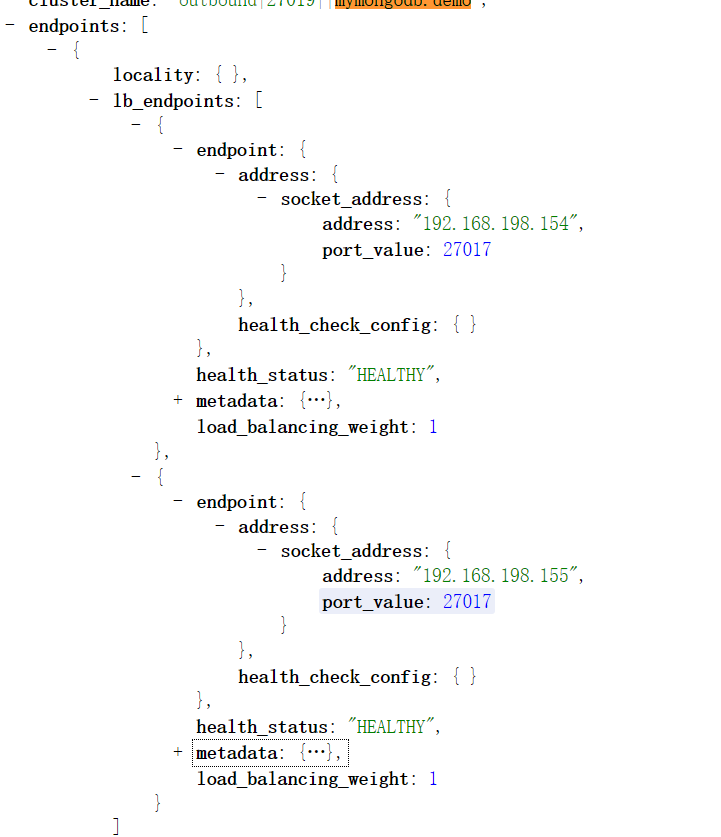 cluster_name: "outbound|27019||mymongodb.demo",
- endpoints: [
- {
locality: { },
- lb_endpoints: [
- {
- endpoint: {
- address: {
- socket_address: {
address: "192.168.198.154",
port_value: 27017
}
},
health_check_config: { }
},
health_status: "HEALTHY",
+ metadata: {…},
load_balancing_weight: 1
},
- {
- endpoint: {
- address: {
- socket_address: {
address: "192.168.198.155",
port_value: 27017
}
},
health_check_config: { }
},
health_status: "HEALTHY",
+ metadata: {…},
load_balancing_weight: 1
}
]